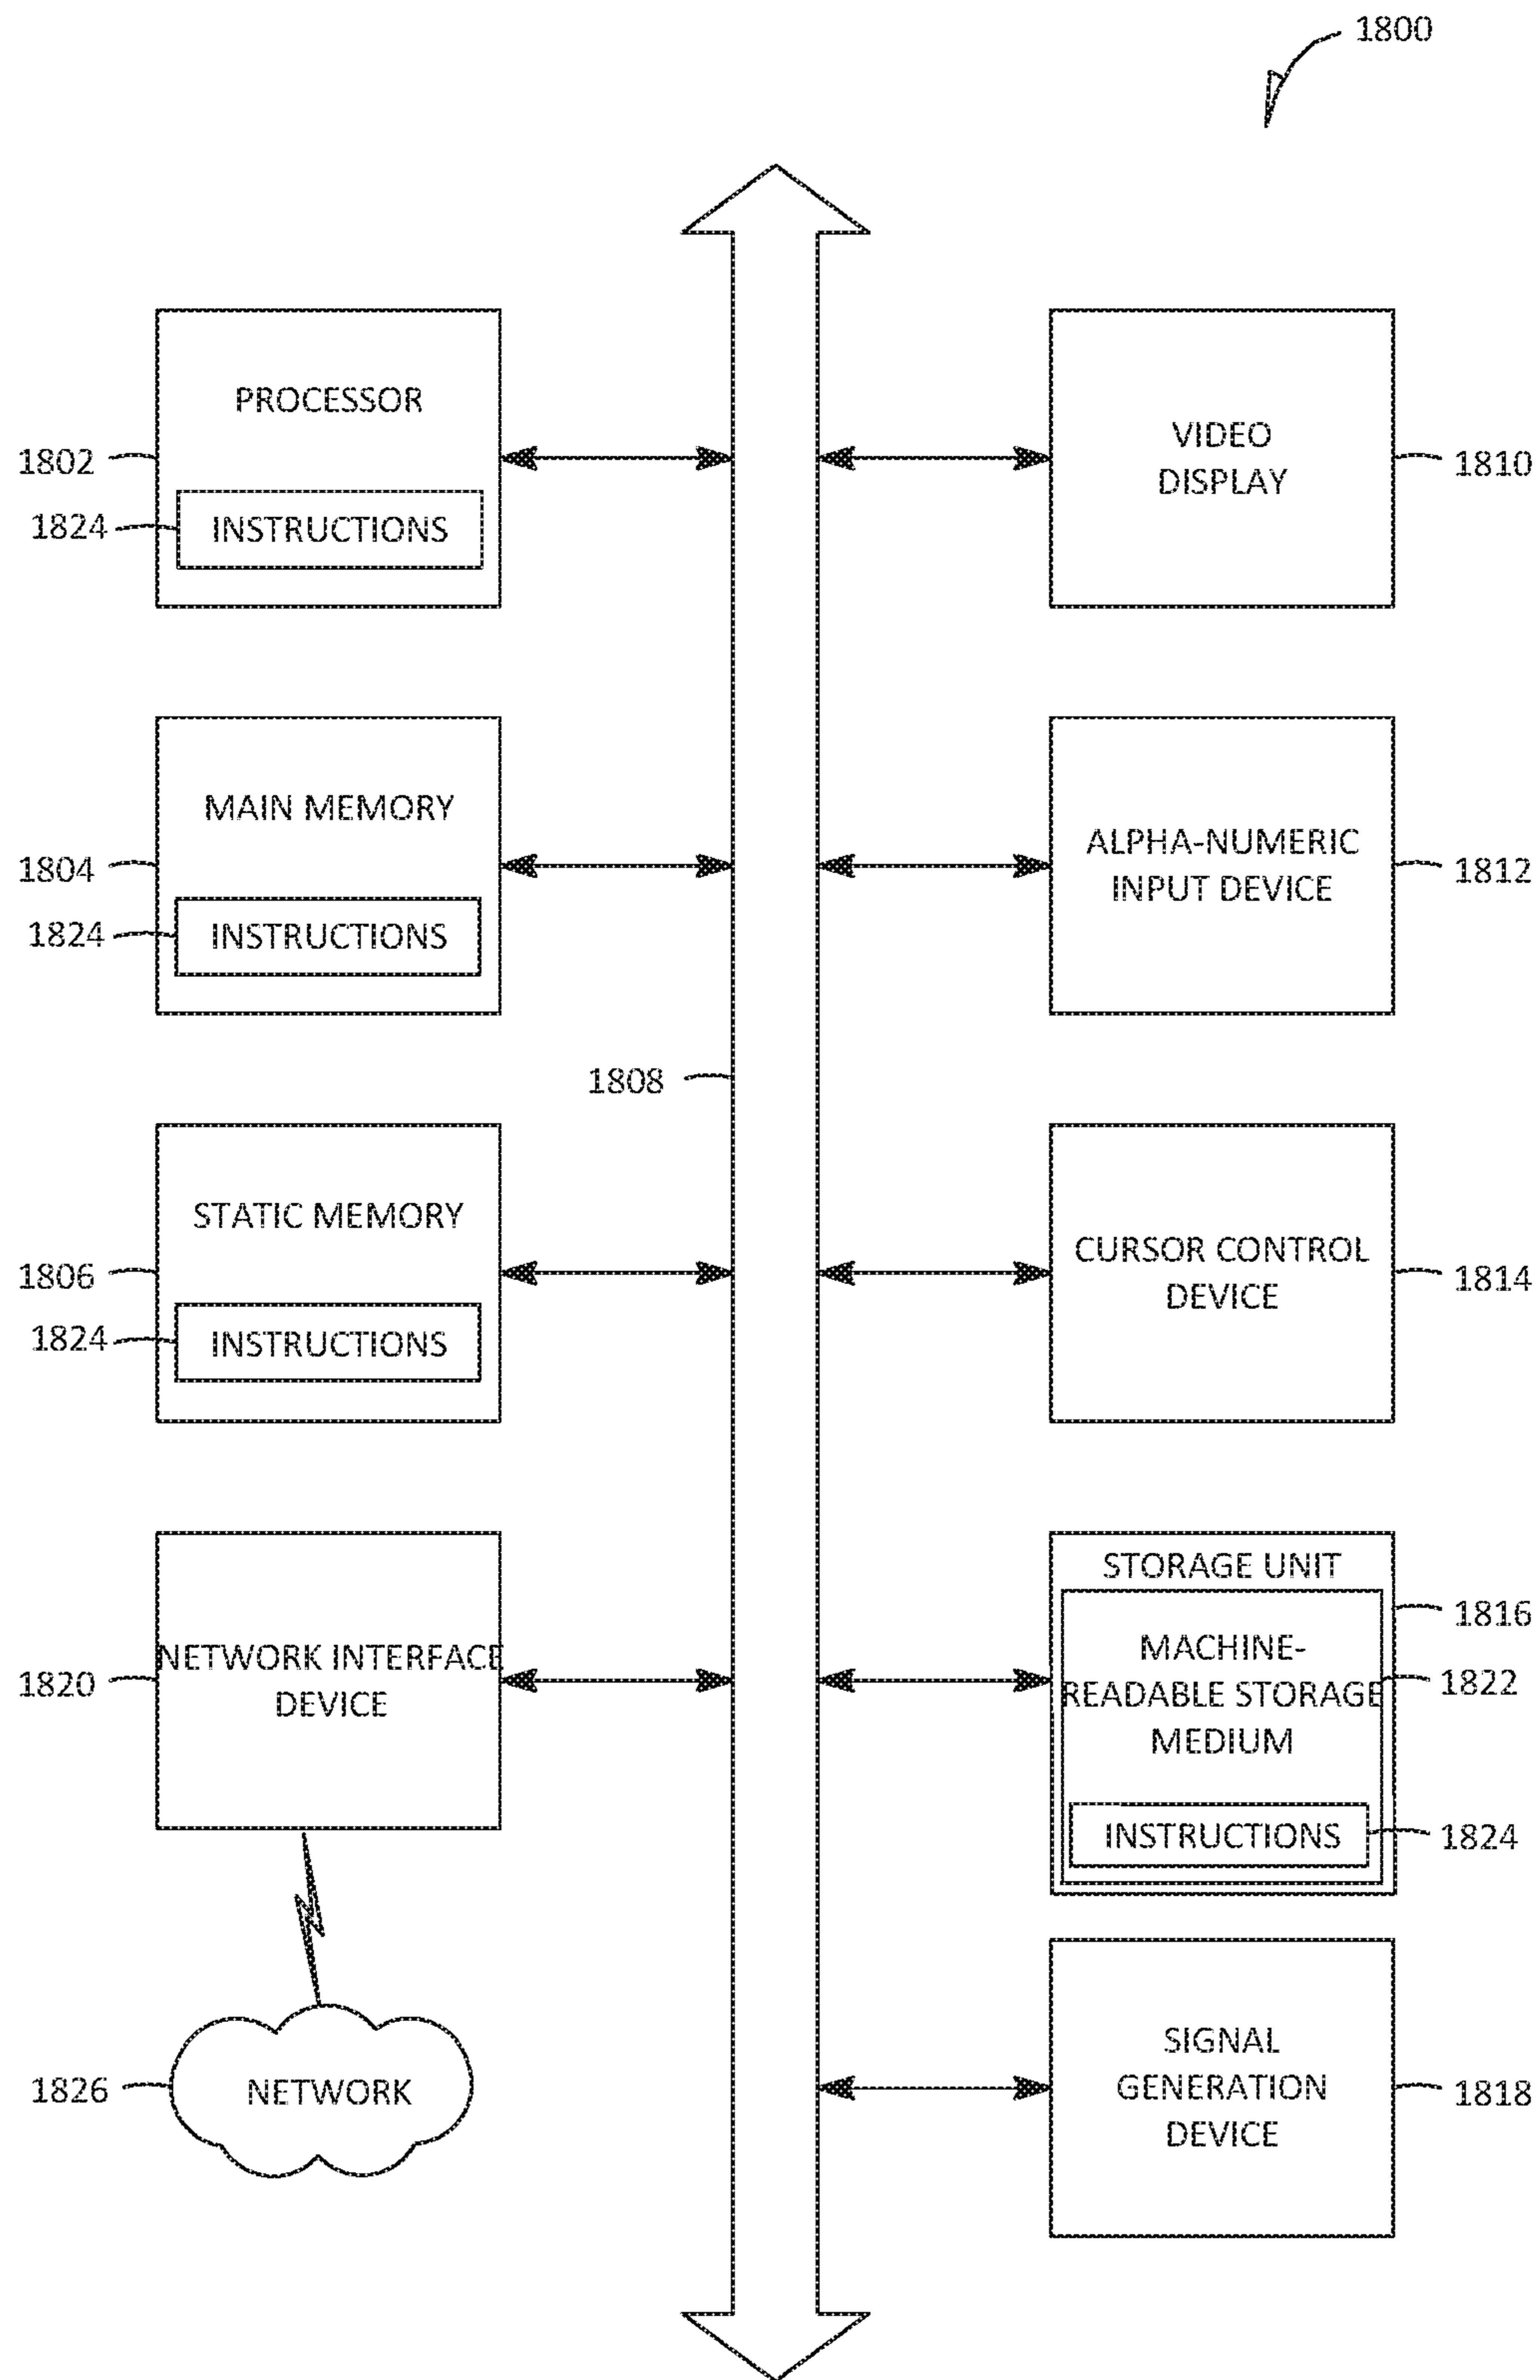 1800
PROCESSOR
1802
1824
INSTRUCTIONS
VIDEO
DISPLAY
1810
MAIN MEMORY
1804
1824
INSTRUCTIONS
ALPHA-NUMERIC
INPUT DEVICE
1812
1808
STATIC MEMORY
1806
1824
INSTRUCTIONS
CURSOR CONTROL
DEVICE
1814
NETWORK INTERFACE
DEVICE
1820
STORAGE UNIT
1816
MACHINE-
READABLE STORAGE
MEDIUM
1822
INSTRUCTIONS
1824
1826
NETWORK
SIGNAL
GENERATION
DEVICE
1818